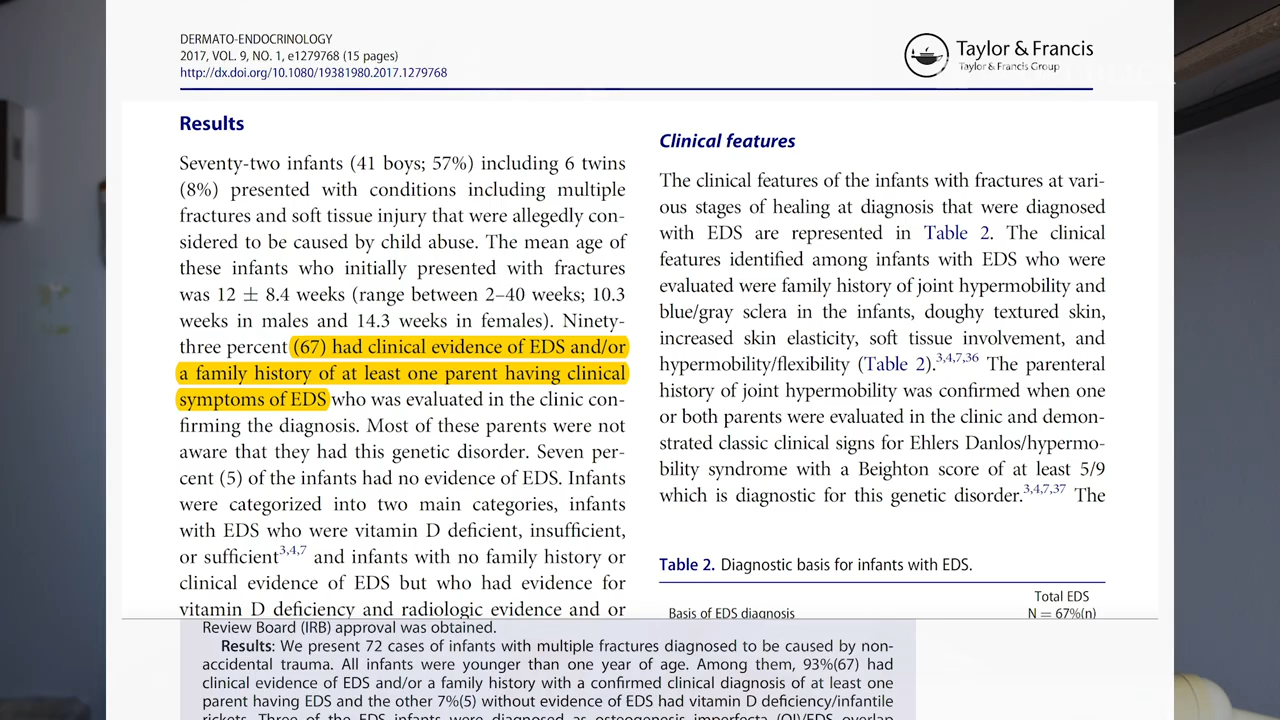 DERMATO-ENDOCRINOLOGY
2017, VOL. 9, NO. 1, e1279768 (15 pages)
http://dx.doi.org/10.1080/19381980.2017.1279768
Taylor & Francis
Taylor & Francis Group
Results
Seventy-two infants (41 boys; 57%) including 6 twins
(8%) presented with conditions including multiple
fractures and soft tissue injury that were allegedly con-
sidered to be caused by child abuse. The mean age of
these infants who initially presented with fractures
was 12 ± 8.4 weeks (range between 2–40 weeks; 10.3
weeks in males and 14.3 weeks in females). Ninety-
three percent (67) had clinical evidence of EDS and/or
a family history of at least one parent having clinical
symptoms of EDS who was evaluated in the clinic con-
firming the diagnosis. Most of these parents were not
aware that they had this genetic disorder. Seven per-
cent (5) of the infants had no evidence of EDS. Infants
were categorized into two main categories, infants
with EDS who were vitamin D deficient, insufficient,
or sufficient3,4,7 and infants with no family history or
clinical evidence of EDS but who had evidence for
vitamin D deficiency and radiologic evidence and or
Clinical features
The clinical features of the infants with fractures at vari-
ous stages of healing at diagnosis that were diagnosed
with EDS are represented in Table 2. The clinical
features identified among infants with EDS who were
evaluated were family history of joint hypermobility and
blue/gray sclera in the infants, doughy textured skin,
increased skin elasticity, soft tissue involvement, and
hypermobility/flexibility (Table 2).3,4,7,36 The parenteral
history of joint hypermobility was confirmed when one
or both parents were evaluated in the clinic and demon-
strated classic clinical signs for Ehlers Danlos/hypermo-
bility syndrome with a Beighton score of at least 5/9
which is diagnostic for this genetic disorder.3,4,7,37 The
Table 2. Diagnostic basis for infants with EDS.
Total EDS
Basis of EDS diagnosis N = 67%(n)
Review Board (IRB) approval was obtained.
Results: We present 72 cases of infants with multiple fractures diagnosed to be caused by non-
accidental trauma. All infants were younger than one year of age. Among them, 93%(67) had
clinical evidence of EDS and/or a family history with a confirmed clinical diagnosis of at least one
parent having EDS and the other 7%(5) without evidence of EDS had vitamin D deficiency/infantile
rickets. Three of the EDS infants were diagnosed as osteogenesis imperfecta (OI)/EDS overlap